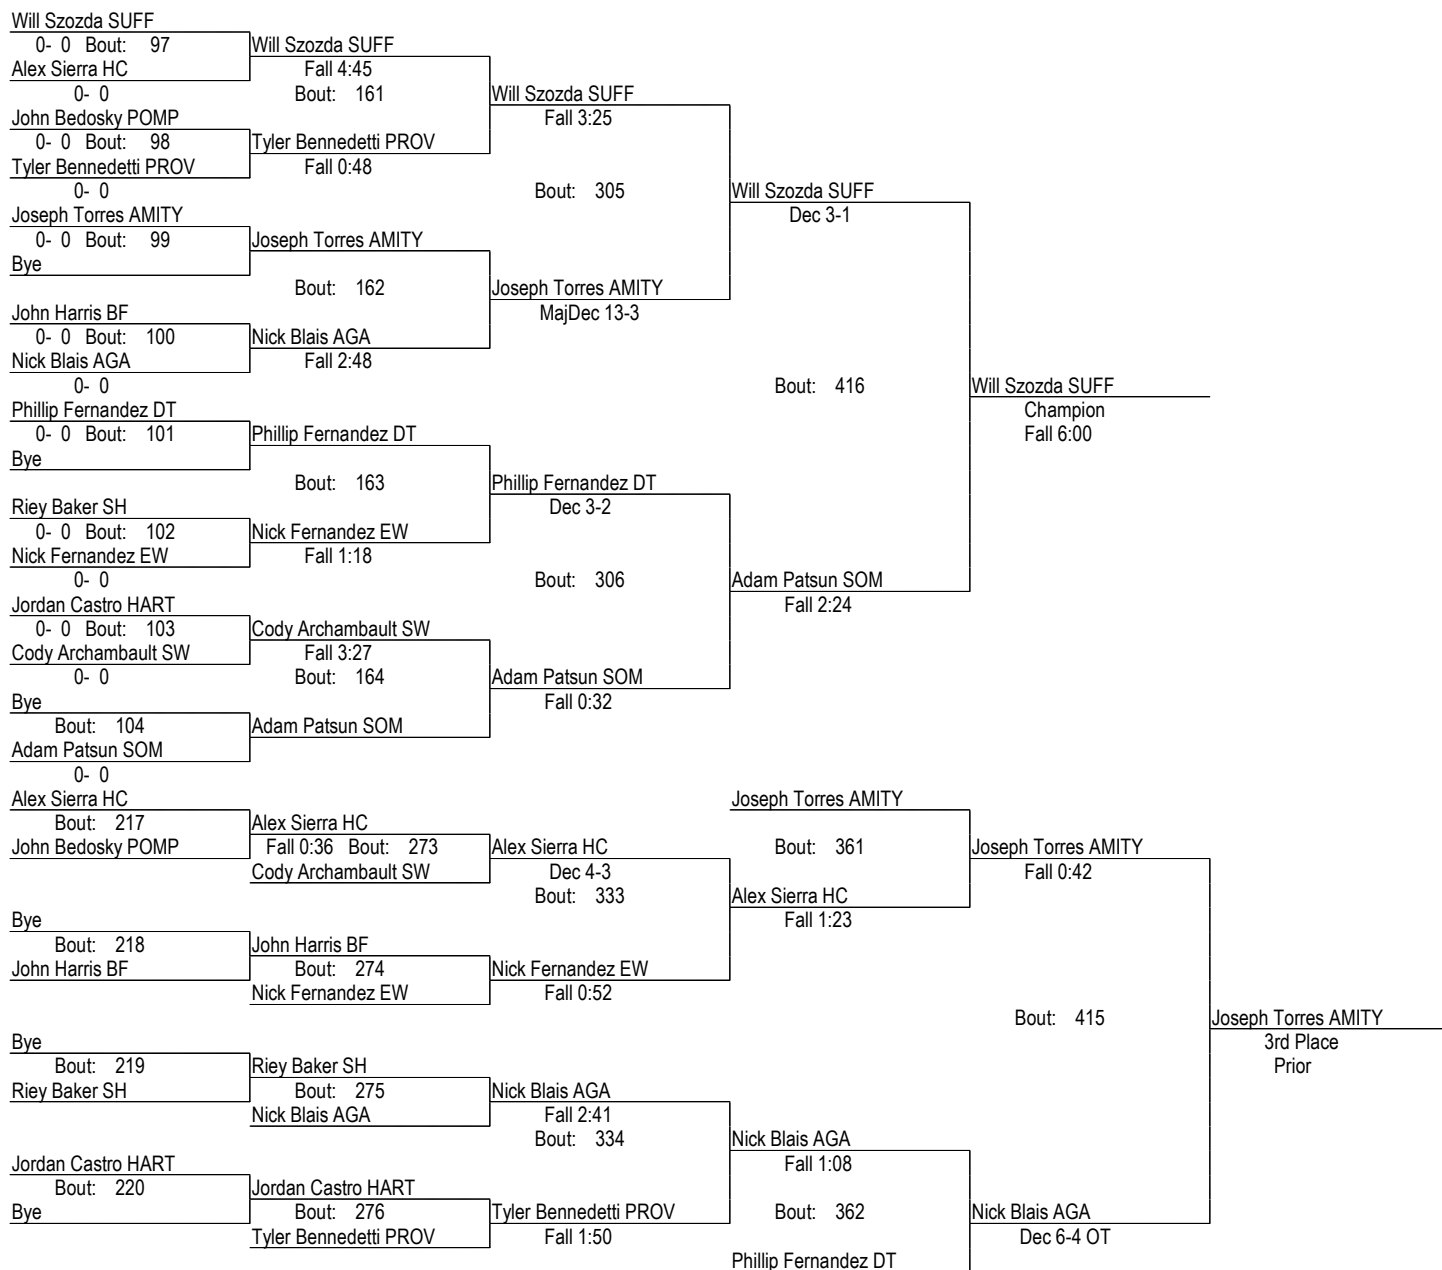 Will Szozda SUFF
0- 0 Bout: 97 Will Szozda SUFF
Alex Sierra HC Fall 4:45
0- 0 Bout: 161 Will Szozda SUFF
John Bedosky POMP Fall 3:25
0- 0 Bout: 98 Tyler Bennedetti PROV
Tyler Bennedetti PROV Fall 0:48
0- 0 Bout: 305 Will Szozda SUFF
Joseph Torres AMITY Dec 3-1
0- 0 Bout: 99 Joseph Torres AMITY
Bye
Bout: 162 Joseph Torres AMITY
John Harris BF MajDec 13-3
0- 0 Bout: 100 Nick Blais AGA
Nick Blais AGA Fall 2:48
0- 0 Bout: 416 Will Szozda SUFF
Phillip Fernandez DT Champion
0- 0 Bout: 101 Phillip Fernandez DT Fall 6:00
Bye
Bout: 163 Phillip Fernandez DT
Riey Baker SH Dec 3-2
0- 0 Bout: 102 Nick Fernandez EW
Nick Fernandez EW Fall 1:18
0- 0 Bout: 306 Adam Patsun SOM
Jordan Castro HART Fall 2:24
0- 0 Bout: 103 Cody Archambault SW
Cody Archambault SW Fall 3:27
0- 0 Bout: 164 Adam Patsun SOM
Bye Fall 0:32
Bout: 104 Adam Patsun SOM
Adam Patsun SOM
0- 0
Alex Sierra HC Joseph Torres AMITY
Bout: 217 Alex Sierra HC
John Bedosky POMP Fall 0:36 Bout: 273 Alex Sierra HC Bout: 361 Joseph Torres AMITY
Cody Archambault SW Dec 4-3 Fall 0:42
Bout: 333 Alex Sierra HC
Bye Fall 1:23
Bout: 218 John Harris BF
John Harris BF Bout: 274 Nick Fernandez EW
Nick Fernandez EW Fall 0:52
Bout: 415 Joseph Torres AMITY
Bye 3rd Place
Bout: 219 Riey Baker SH Prior
Riey Baker SH Bout: 275 Nick Blais AGA
Nick Blais AGA Fall 2:41
Bout: 334 Nick Blais AGA
Jordan Castro HART Fall 1:08
Bout: 220 Jordan Castro HART
Bye Bout: 276 Tyler Bennedetti PROV Bout: 362 Nick Blais AGA
Tyler Bennedetti PROV Fall 1:50 Dec 6-4 OT
Phillip Fernandez DT